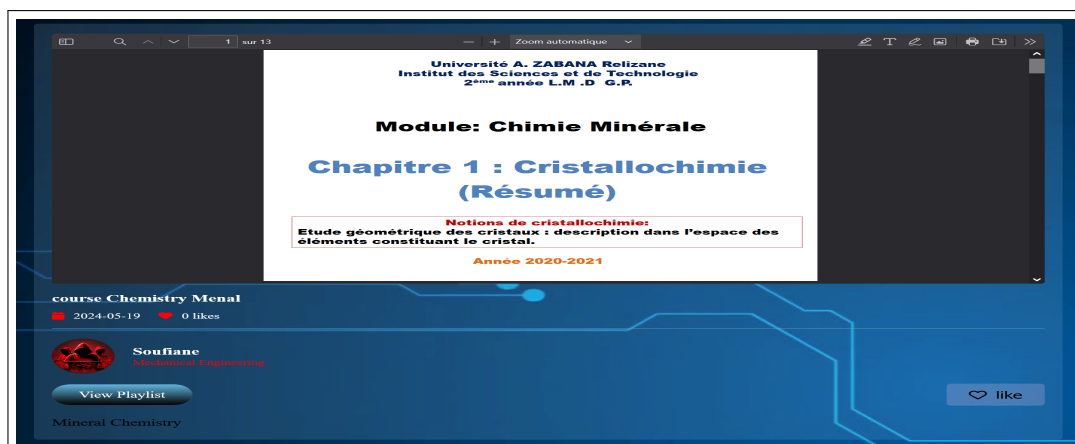 1 sur 13 Zoom automatique
Université A. ZABANA Relizane
Institut des Sciences et de Technologie
2ème année L.M .D G.P.
Module: Chimie Minérale
Chapitre 1 : Cristallochimie
(Résumé)
Notions de cristallochimie:
Etude géométrique des cristaux : description dans l'espace des
éléments constituant le cristal.
Année 2020-2021
course Chemistry Menal
2024-05-19 0 likes
Soufiane
Mechanical Engineering
View Playlist
like
Mineral Chemistry